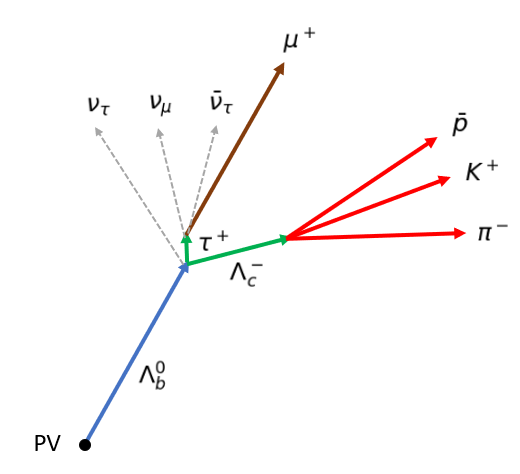 μ⁺
ν_τ ν_μ ν̄_τ
p̄
K⁺
τ⁺
π⁻
Λ_c⁻
Λ_b⁰
PV